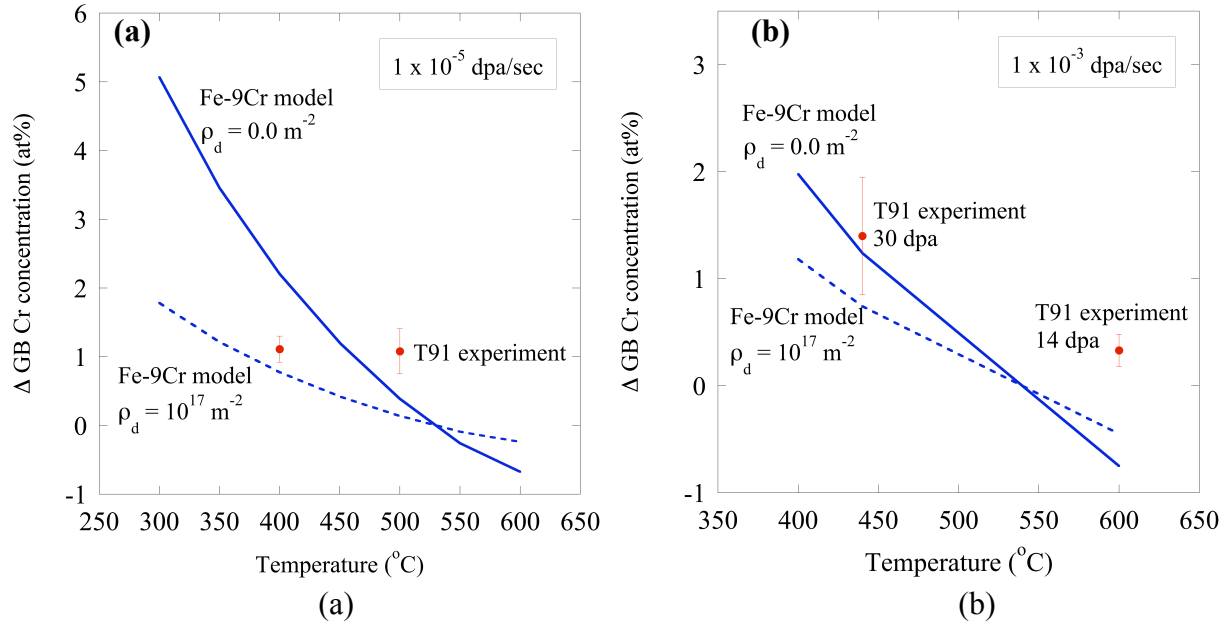 (a)
1 x 10⁻⁵ dpa/sec
Fe-9Cr model
ρd = 0.0 m⁻²
Fe-9Cr model
ρd = 10¹⁷ m⁻²
T91 experiment
Δ GB Cr concentration (at%)
6
5
4
3
2
1
0
-1
250 300 350 400 450 500 550 600 650
Temperature (°C)
(a)
(b)
1 x 10⁻³ dpa/sec
Fe-9Cr model
ρd = 0.0 m⁻²
T91 experiment
30 dpa
Fe-9Cr model
ρd = 10¹⁷ m⁻²
T91 experiment
14 dpa
Δ GB Cr concentration (at%)
3
2
1
0
-1
350 400 450 500 550 600 650
Temperature (°C)
(b)